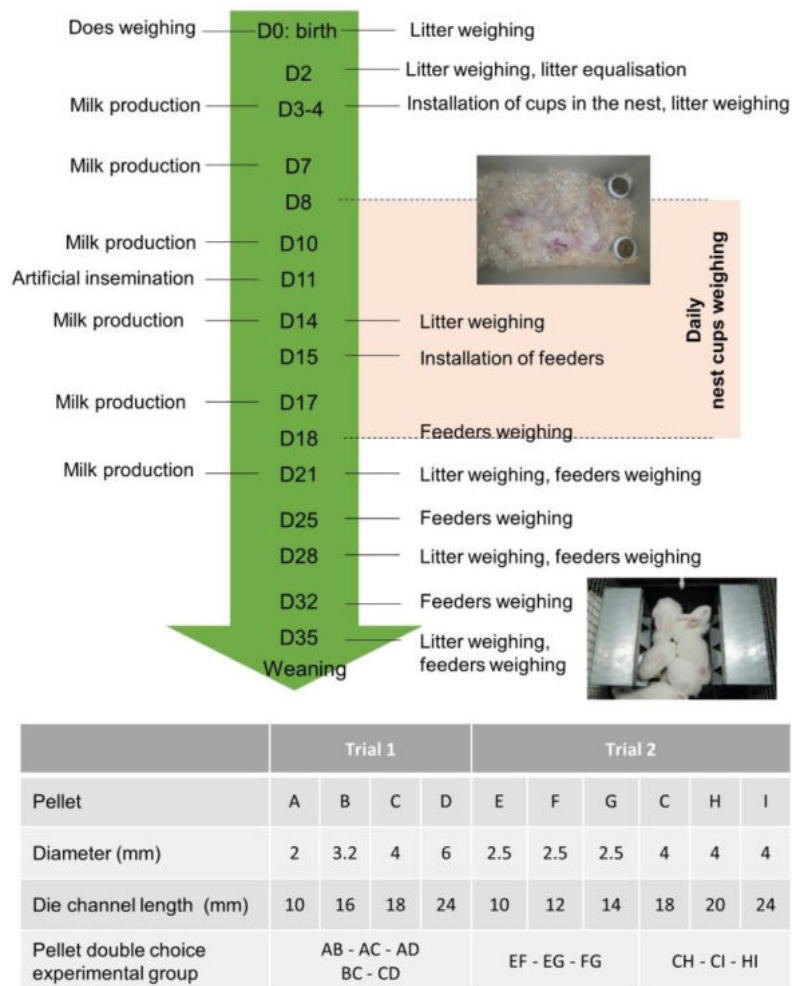 Does weighing D0: birth Litter weighing
D2 Litter weighing, litter equalisation
Milk production D3-4 Installation of cups in the nest, litter weighing
Milk production D7
D8
Milk production D10
Artificial insemination D11
Milk production D14 Litter weighing
D15 Installation of feeders
Milk production D17
D18 Feeders weighing
Daily
nest cups weighing
Milk production D21 Litter weighing, feeders weighing
D25 Feeders weighing
D28 Litter weighing, feeders weighing
D32 Feeders weighing
D35 Litter weighing,
Weaning feeders weighing
Trial 1 Trial 2
Pellet A B C D E F G C H I
Diameter (mm) 2 3.2 4 6 2.5 2.5 2.5 4 4 4
Die channel length (mm) 10 16 18 24 10 12 14 18 20 24
Pellet double choice AB - AC - AD EF - EG - FG CH - CI - HI
experimental group BC - CD